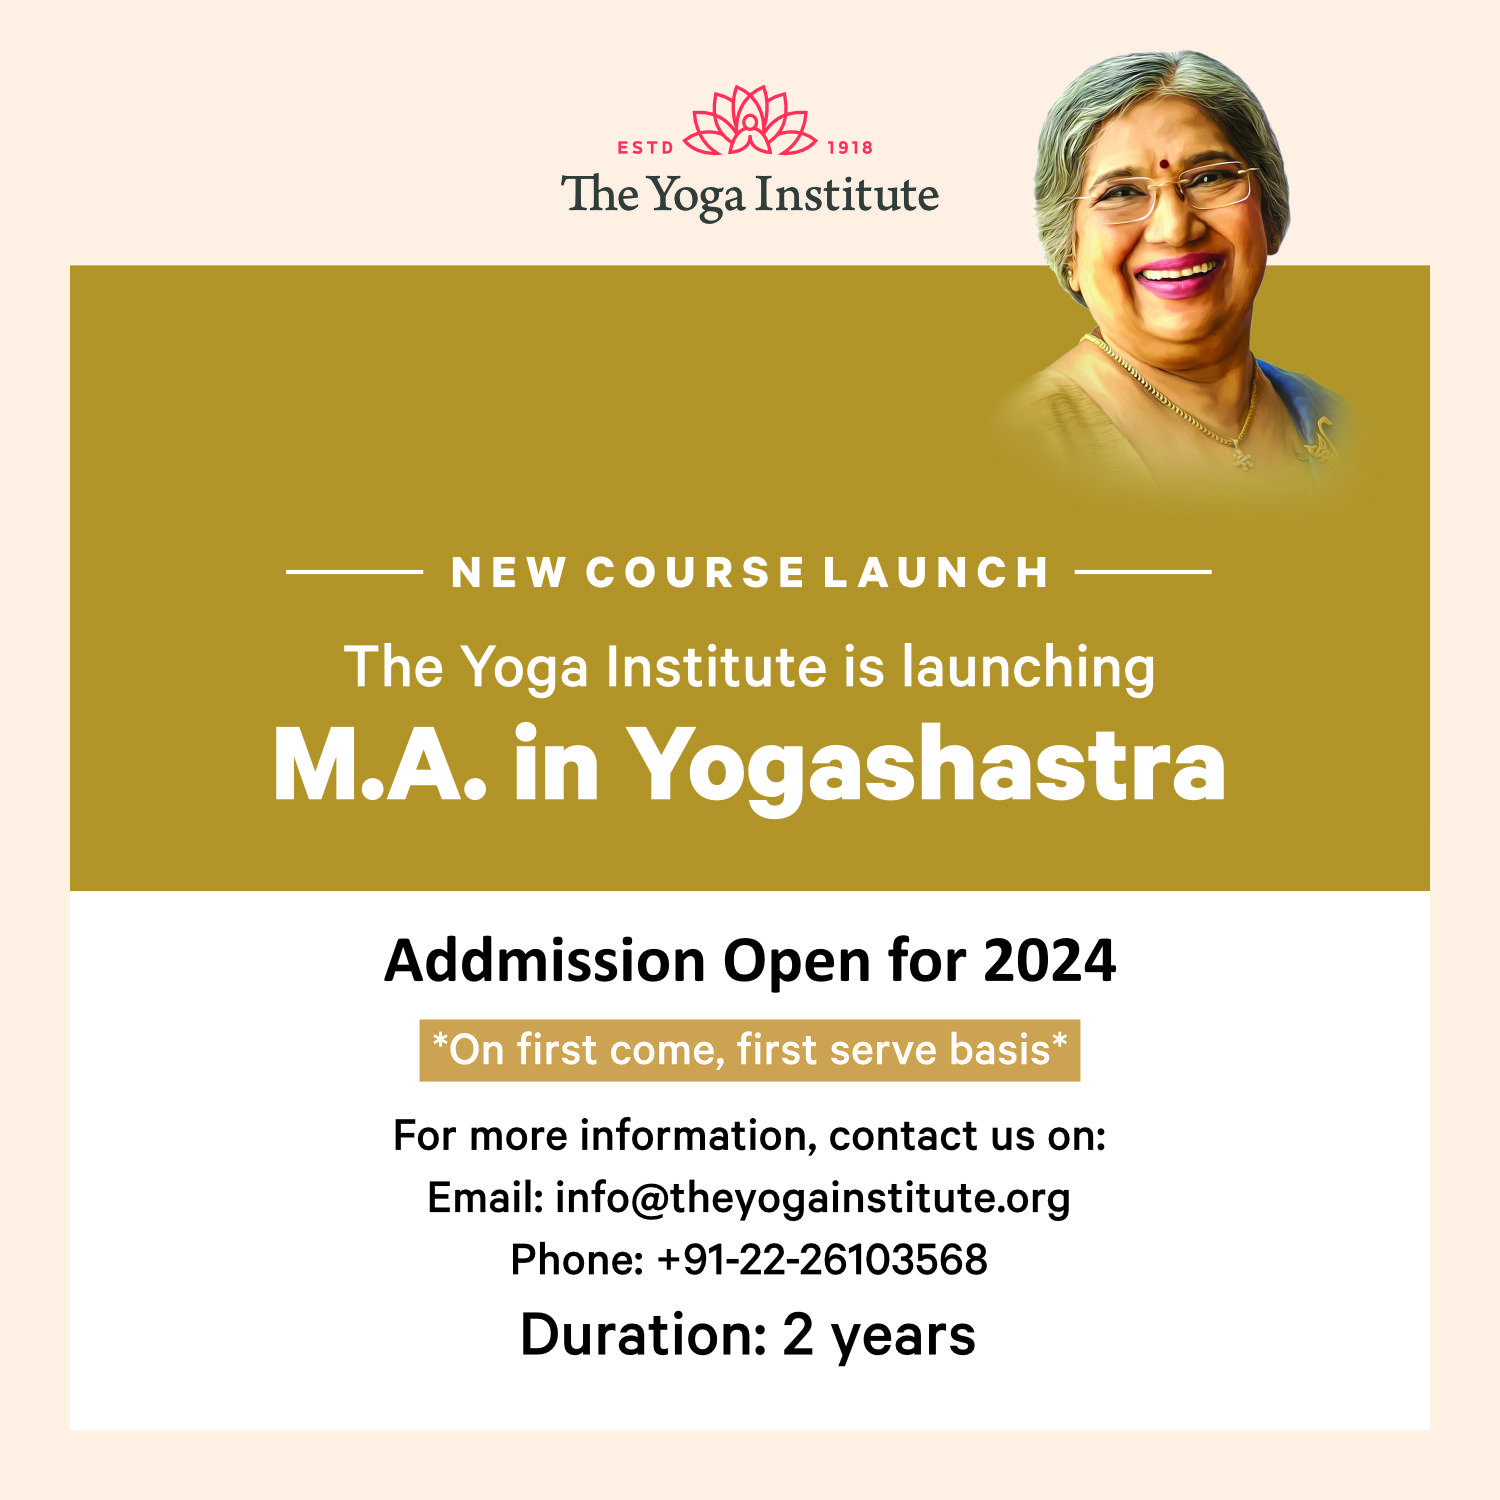 ESTD 1918
The Yoga Institute
NEW COURSE LAUNCH
The Yoga Institute is launching
M.A. in Yogashastra
Addmission Open for 2024
*On first come, first serve basis*
For more information, contact us on:
Email: info@theyogainstitute.org
Phone: +91-22-26103568
Duration: 2 years